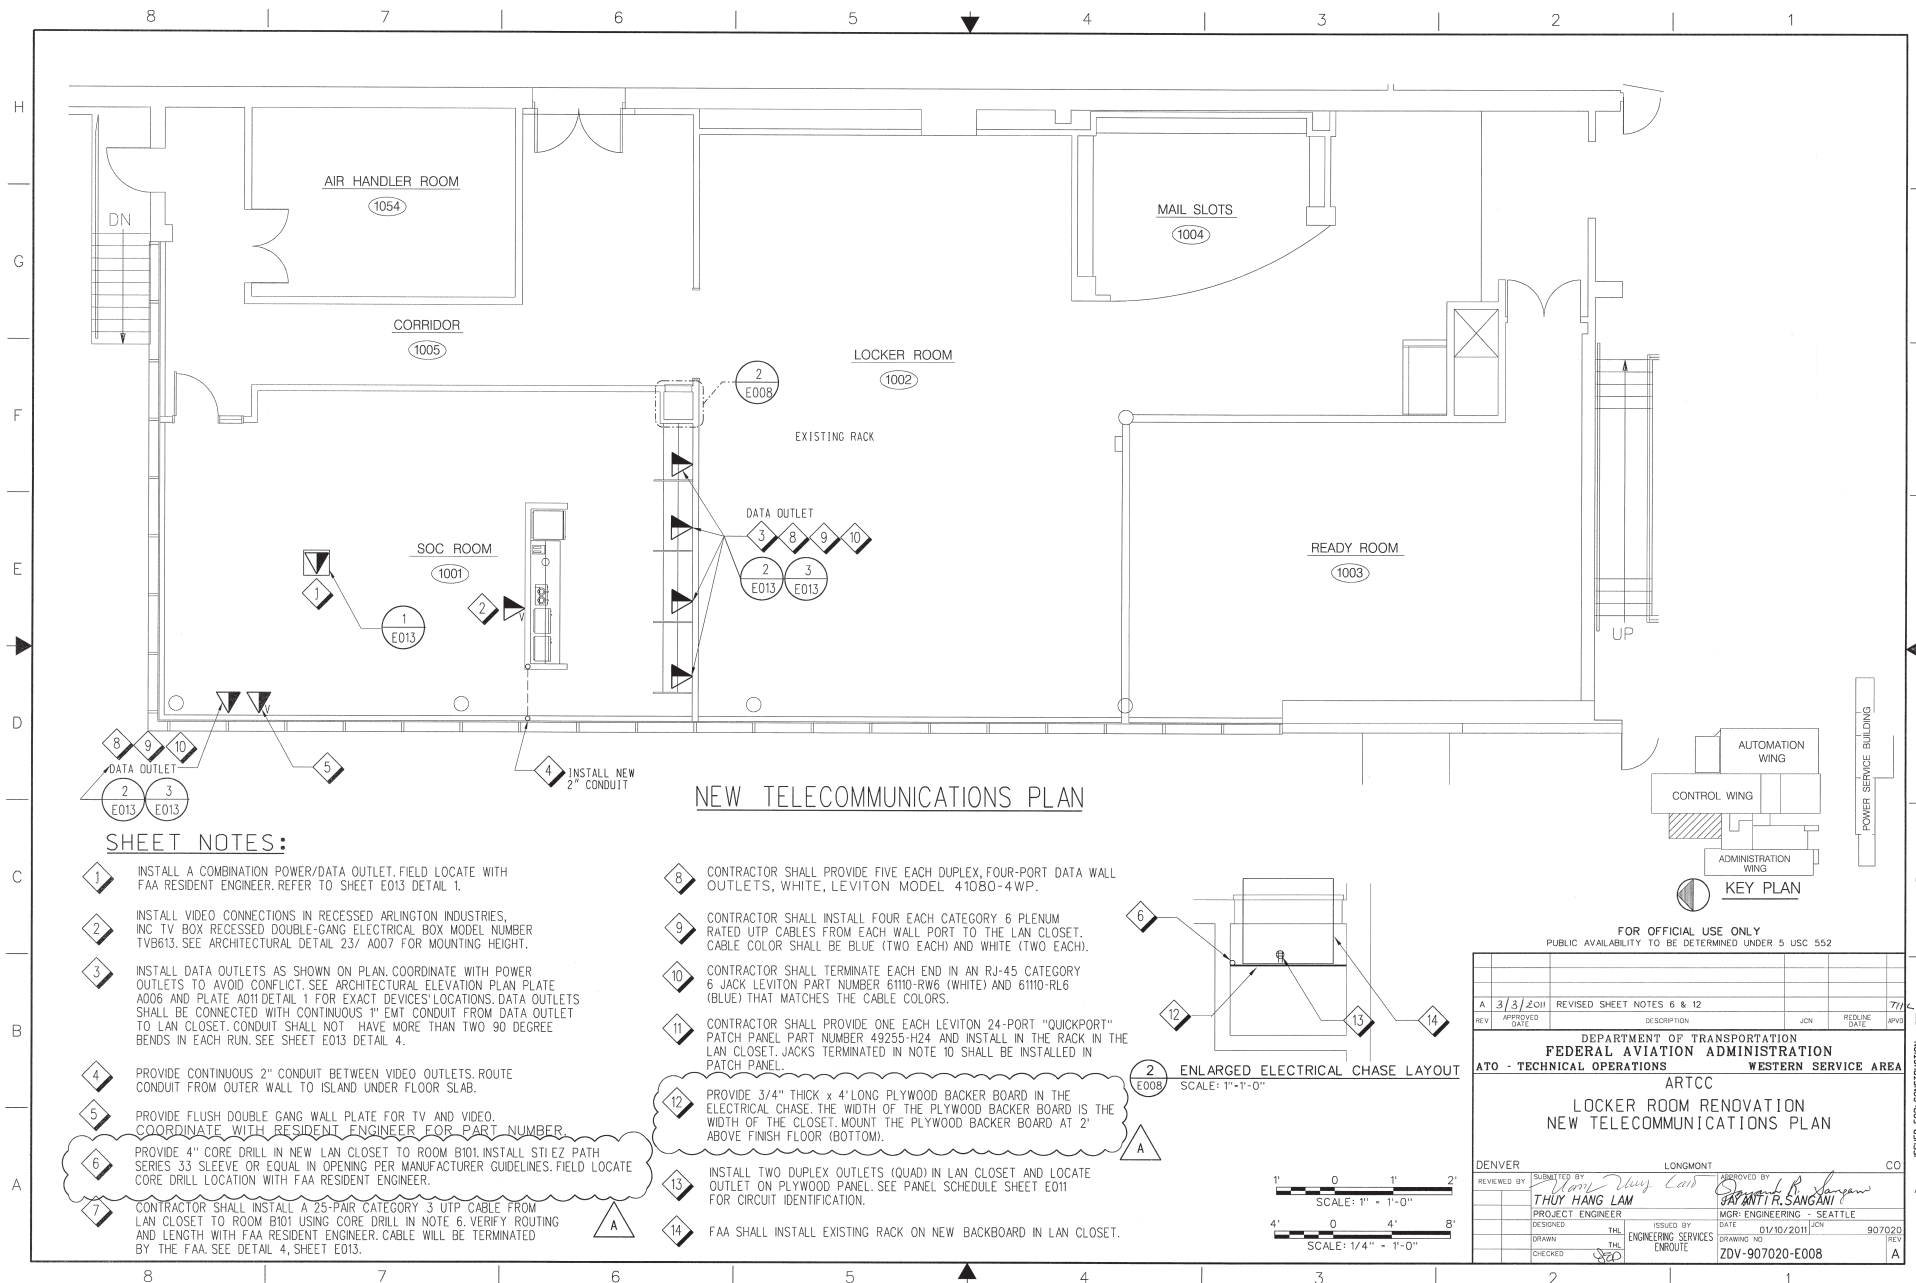 8 7 6 5 4 3 2 1
H
G
F
E
D
C
B
A
AIR HANDLER ROOM
1054
DN
MAIL SLOTS
1004
CORRIDOR
1005
LOCKER ROOM
1002
2
E008
EXISTING RACK
DATA OUTLET
3 8 9 10
2
E013
3
E013
SOC ROOM
1001
1
2
V
1
E013
READY ROOM
1003
UP
V
8 9 10
DATA OUTLET
2
E013
3
E013
5
4
INSTALL NEW
2" CONDUIT
NEW TELECOMMUNICATIONS PLAN
AUTOMATION
WING
CONTROL WING
ADMINISTRATION
WING
POWER SERVICE BUILDING
KEY PLAN
SHEET NOTES:
1
INSTALL A COMBINATION POWER/DATA OUTLET. FIELD LOCATE WITH
FAA RESIDENT ENGINEER. REFER TO SHEET E013 DETAIL 1.
2
INSTALL VIDEO CONNECTIONS IN RECESSED ARLINGTON INDUSTRIES,
INC TV BOX RECESSED DOUBLE-GANG ELECTRICAL BOX MODEL NUMBER
TVB613. SEE ARCHITECTURAL DETAIL 23/ A007 FOR MOUNTING HEIGHT.
3
INSTALL DATA OUTLETS AS SHOWN ON PLAN. COORDINATE WITH POWER
OUTLETS TO AVOID CONFLICT. SEE ARCHITECTURAL ELEVATION PLAN PLATE
A006 AND PLATE A011 DETAIL 1 FOR EXACT DEVICES' LOCATIONS. DATA OUTLETS
SHALL BE CONNECTED WITH CONTINUOUS 1" EMT CONDUIT FROM DATA OUTLET
TO LAN CLOSET. CONDUIT SHALL NOT HAVE MORE THAN TWO 90 DEGREE
BENDS IN EACH RUN. SEE SHEET E013 DETAIL 4.
4
PROVIDE CONTINUOUS 2" CONDUIT BETWEEN VIDEO OUTLETS. ROUTE
CONDUIT FROM OUTER WALL TO ISLAND UNDER FLOOR SLAB.
5
PROVIDE FLUSH DOUBLE GANG WALL PLATE FOR TV AND VIDEO.
COORDINATE WITH RESIDENT ENGINEER FOR PART NUMBER.
6
PROVIDE 4" CORE DRILL IN NEW LAN CLOSET TO ROOM B101. INSTALL STI EZ PATH
SERIES 33 SLEEVE OR EQUAL IN OPENING PER MANUFACTURER GUIDELINES. FIELD LOCATE
CORE DRILL LOCATION WITH FAA RESIDENT ENGINEER.
7
CONTRACTOR SHALL INSTALL A 25-PAIR CATEGORY 3 UTP CABLE FROM
LAN CLOSET TO ROOM B101 USING CORE DRILL IN NOTE 6. VERIFY ROUTING
AND LENGTH WITH FAA RESIDENT ENGINEER. CABLE WILL BE TERMINATED
BY THE FAA. SEE DETAIL 4, SHEET E013.
A
8
CONTRACTOR SHALL PROVIDE FIVE EACH DUPLEX, FOUR-PORT DATA WALL
OUTLETS, WHITE, LEVITON MODEL 41080-4WP.
9
CONTRACTOR SHALL INSTALL FOUR EACH CATEGORY 6 PLENUM
RATED UTP CABLES FROM EACH WALL PORT TO THE LAN CLOSET.
CABLE COLOR SHALL BE BLUE (TWO EACH) AND WHITE (TWO EACH).
10
CONTRACTOR SHALL TERMINATE EACH END IN AN RJ-45 CATEGORY
6 JACK LEVITON PART NUMBER 61110-RW6 (WHITE) AND 61110-RL6
(BLUE) THAT MATCHES THE CABLE COLORS.
11
CONTRACTOR SHALL PROVIDE ONE EACH LEVITON 24-PORT "QUICKPORT"
PATCH PANEL PART NUMBER 49255-H24 AND INSTALL IN THE RACK IN THE
LAN CLOSET. JACKS TERMINATED IN NOTE 10 SHALL BE INSTALLED IN
PATCH PANEL.
12
PROVIDE 3/4" THICK x 4' LONG PLYWOOD BACKER BOARD IN THE
ELECTRICAL CHASE. THE WIDTH OF THE PLYWOOD BACKER BOARD IS THE
WIDTH OF THE CLOSET. MOUNT THE PLYWOOD BACKER BOARD AT 2'
ABOVE FINISH FLOOR (BOTTOM).
A
13
INSTALL TWO DUPLEX OUTLETS (QUAD) IN LAN CLOSET AND LOCATE
OUTLET ON PLYWOOD PANEL. SEE PANEL SCHEDULE SHEET E011
FOR CIRCUIT IDENTIFICATION.
14
FAA SHALL INSTALL EXISTING RACK ON NEW BACKBOARD IN LAN CLOSET.
6
12
13
14
2
E008
ENLARGED ELECTRICAL CHASE LAYOUT
SCALE: 1"=1'-0"
1' 0 1' 2'
SCALE: 1" = 1'-0"
4' 0 4' 8'
SCALE: 1/4" = 1'-0"
FOR OFFICIAL USE ONLY
PUBLIC AVAILABILITY TO BE DETERMINED UNDER 5 USC 552
A 3/3/2011 REVISED SHEET NOTES 6 & 12
REV APPROVED DATE DESCRIPTION JCN REDLINE DATE APVD
DEPARTMENT OF TRANSPORTATION
FEDERAL AVIATION ADMINISTRATION
ATO - TECHNICAL OPERATIONS WESTERN SERVICE AREA
ARTCC
LOCKER ROOM RENOVATION
NEW TELECOMMUNICATIONS PLAN
DENVER LONGMONT CO
REVIEWED BY SUBMITTED BY APPROVED BY
THUY HANG LAM JAYANTI R. SANGANI
PROJECT ENGINEER MGR: ENGINEERING - SEATTLE
DESIGNED THL ISSUED BY DATE 01/10/2011 JCN 907020
DRAWN THL ENGINEERING SERVICES ENROUTE DRAWING NO REV
CHECKED ZDV-907020-E008 A
8 7 6 5 4 3 2 1